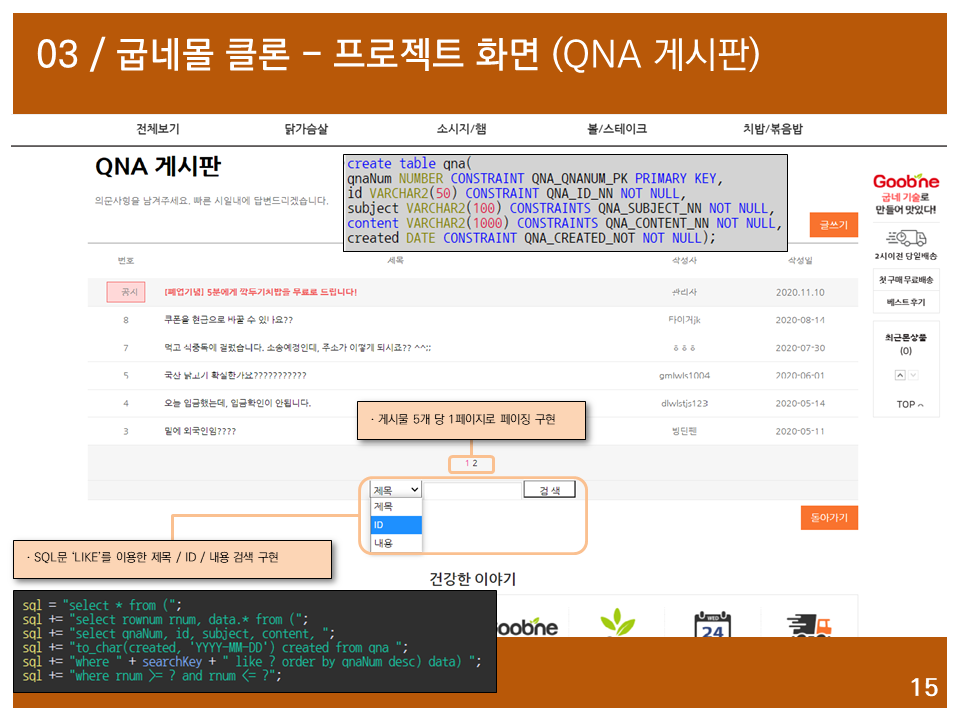 03 / 굽네몰 클론 - 프로젝트 화면 (QNA 게시판)
전체보기 닭가슴살 소시지/햄 볼/스테이크 치밥/볶음밥
QNA 게시판
의문사항을 남겨주세요. 빠른 시일내에 답변드리겠습니다.
create table qna(
qnaNum NUMBER CONSTRAINT QNA_QNANUM_PK PRIMARY KEY,
id VARCHAR2(50) CONSTRAINT QNA_ID_NN NOT NULL,
subject VARCHAR2(100) CONSTRAINTS QNA_SUBJECT_NN NOT NULL,
content VARCHAR2(1000) CONSTRAINTS QNA_CONTENT_NN NOT NULL,
created DATE CONSTRAINT QNA_CREATED_NOT NOT NULL);
글쓰기
번호 제목 작성자 작성일
공지 [폐업기념] 5분에게 깍두기치밥을 무료로 드립니다! 관리자 2020.11.10
8 쿠폰을 현금으로 바꿀 수 있나요?? 타이거jk 2020-08-14
7 먹고 식중독에 걸렸습니다. 소송예정인데, 주소가 어떻게 되시죠?? ^^;; ㅎㅎㅎ 2020-07-30
5 국산 닭고기 확실한가요??????????? gmlwls1004 2020-06-01
4 오늘 입금했는데, 입금확인이 안됩니다. dlwlstjs123 2020-05-14
3 밑에 외국인임???? 빙딘팬 2020-05-11
· 게시물 5개 당 1페이지로 페이징 구현
1 2
제목 검 색
제목
ID
내용
돌아가기
· SQL문 ‘LIKE’를 이용한 제목 / ID / 내용 검색 구현
건강한 이야기
sql = "select * from (";
sql += "select rownum rnum, data.* from (";
sql += "select qnaNum, id, subject, content, ";
sql += "to_char(created, 'YYYY-MM-DD') created from qna ";
sql += "where " + searchKey + " like ? order by qnaNum desc) data) ";
sql += "where rnum >= ? and rnum <= ?";
oobne
WED
24
Goobne
굽네 기술로
만들어 맛있다!
2시이전 당일배송
첫구매 무료배송
베스트 후기
최근본상품
(0)
TOP
15